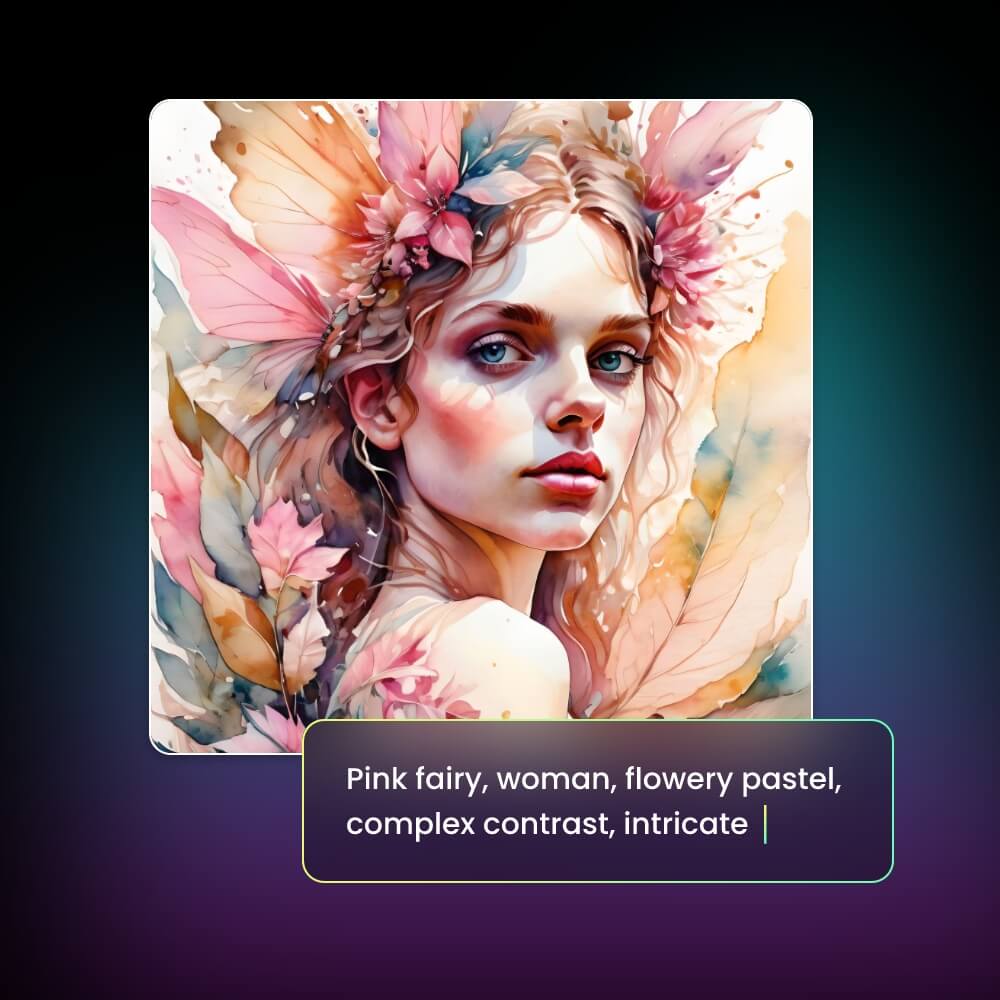 Pink fairy, woman, flowery pastel,
complex contrast, intricate